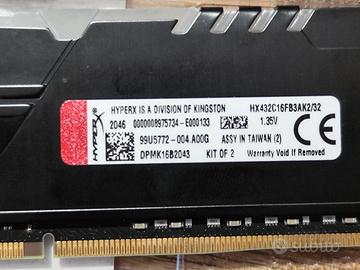 HYPERX IS A DIVISION OF KINGSTON
HX432C16FB3AK2/32
2046 0000008975734-E000133
1.35V
99U5772-004.A00G
ASSY IN TAIWAN (2)
DPMK16B2043
KIT OF 2
Warranty Void If Removed
HYPERX
CE
subito